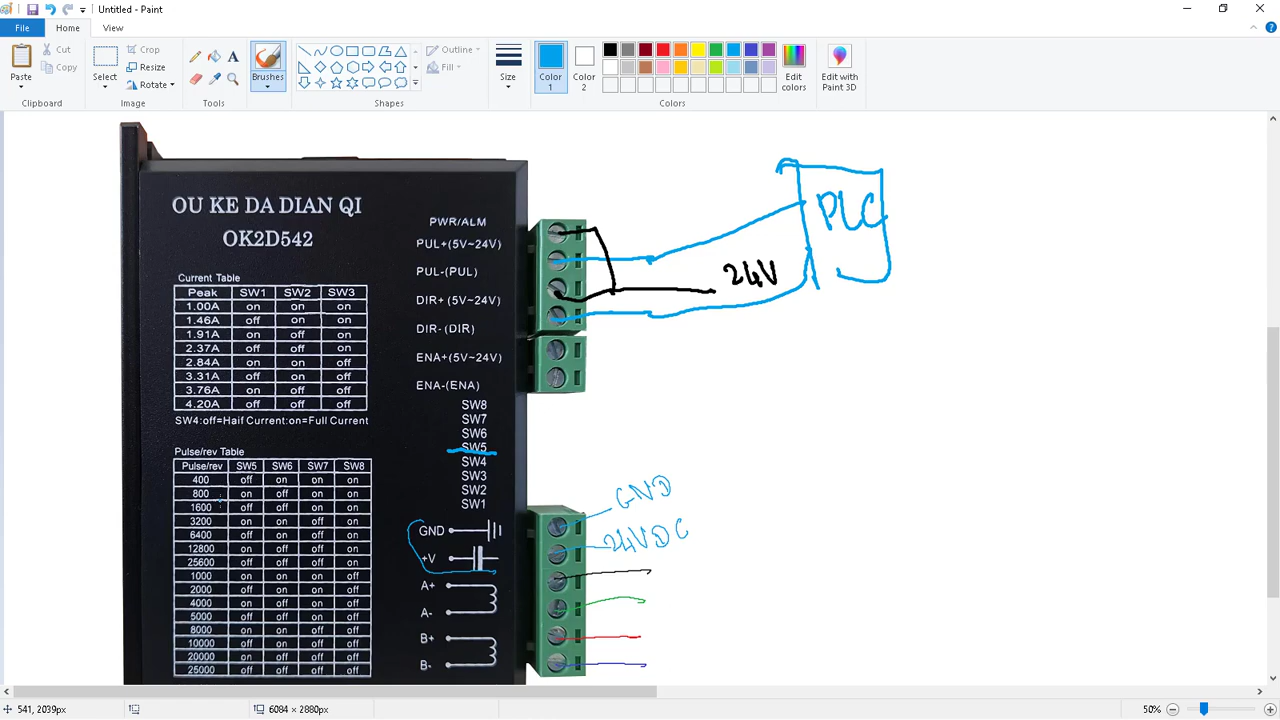 Untitled - Paint
File Home View
Paste
Cut
Copy
Clipboard
Select
Crop
Resize
Rotate
Image
Tools
A
Brushes
Shapes
Outline
Fill
Size
Color 1
Color 2
Colors
Edit colors
Edit with Paint 3D
OU KE DA DIAN QI
OK2D542
Current Table
Peak SW1 SW2 SW3
1.00A on on on
1.46A off on on
1.91A on off on
2.37A off off on
2.84A on on off
3.31A off on off
3.76A on off off
4.20A off off off
SW4:off=Haif Current:on=Full Current
Pulse/rev Table
Pulse/rev SW5 SW6 SW7 SW8
400 off on on on
800 on off on on
1600 off off on on
3200 on on off on
6400 off on off on
12800 on off off on
25600 off off off on
1000 on on on off
2000 off on on off
4000 on off on off
5000 off off on off
8000 on on off off
10000 off on off off
20000 on off off off
25000 off off off off
PWR/ALM
PUL+(5V~24V)
PUL-(PUL)
DIR+(5V~24V)
DIR-(DIR)
ENA+(5V~24V)
ENA-(ENA)
SW8
SW7
SW6
SW5
SW4
SW3
SW2
SW1
GND
+V
A+
A-
B+
B-
PLC
24V
GND
24VDC
541, 2039px
6084 × 2880px
50%